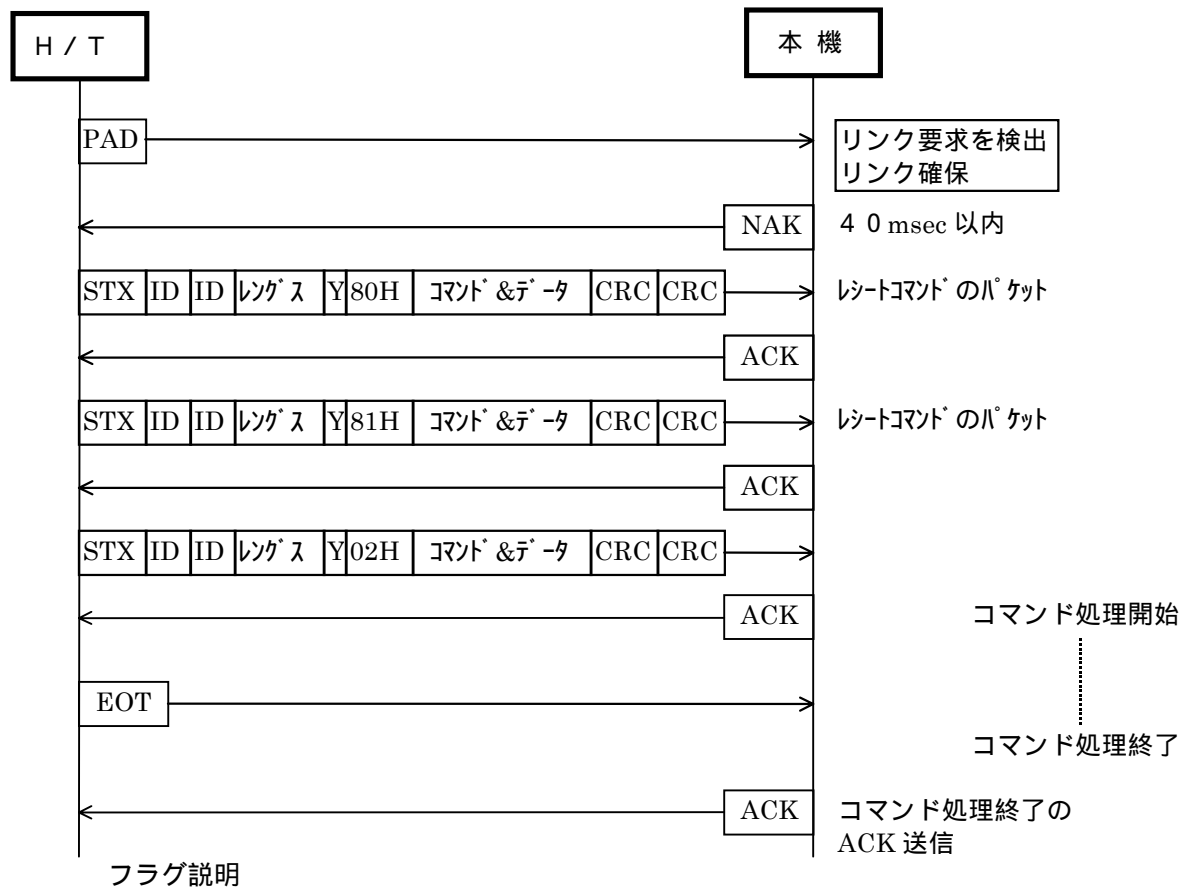 H/T
本 機
PAD
リンク要求を検出
リンク確保
NAK
40msec 以内
STX ID ID ﾚﾝｸﾞｽ Y 80H ｺﾏﾝﾄﾞ&ﾃﾞｰﾀ CRC CRC
ﾚｼｰﾄｺﾏﾝﾄﾞのﾊﾟｹｯﾄ
ACK
STX ID ID ﾚﾝｸﾞｽ Y 81H ｺﾏﾝﾄﾞ&ﾃﾞｰﾀ CRC CRC
ﾚｼｰﾄｺﾏﾝﾄﾞのﾊﾟｹｯﾄ
ACK
STX ID ID ﾚﾝｸﾞｽ Y 02H ｺﾏﾝﾄﾞ&ﾃﾞｰﾀ CRC CRC
ACK
コマンド処理開始
EOT
コマンド処理終了
ACK
コマンド処理終了の
ACK 送信
フラグ説明